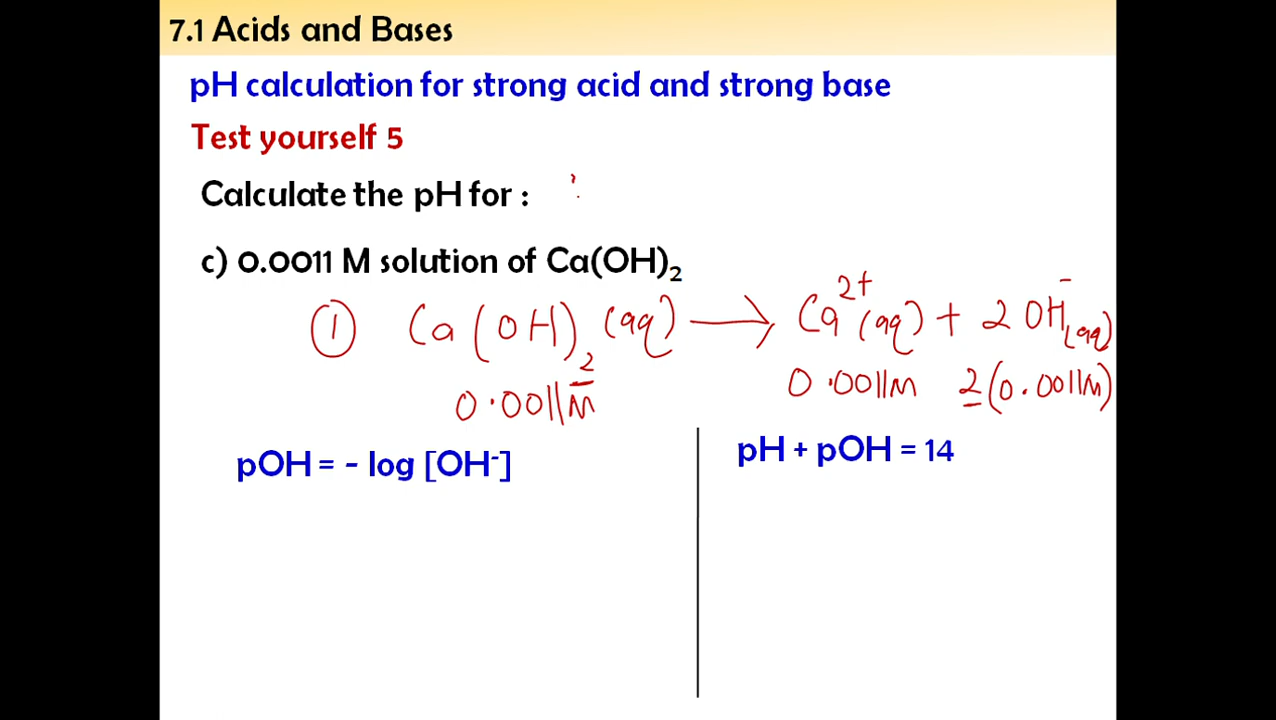 7.1 Acids and Bases
pH calculation for strong acid and strong base
Test yourself 5
Calculate the pH for :
c) 0.0011 M solution of Ca(OH)₂
① Ca(OH)₂ (aq) → Ca²⁺(aq) + 2OH⁻(aq)
0.0011M 0.0011M 2(0.0011M)
pOH = - log [OH⁻]
pH + pOH = 14